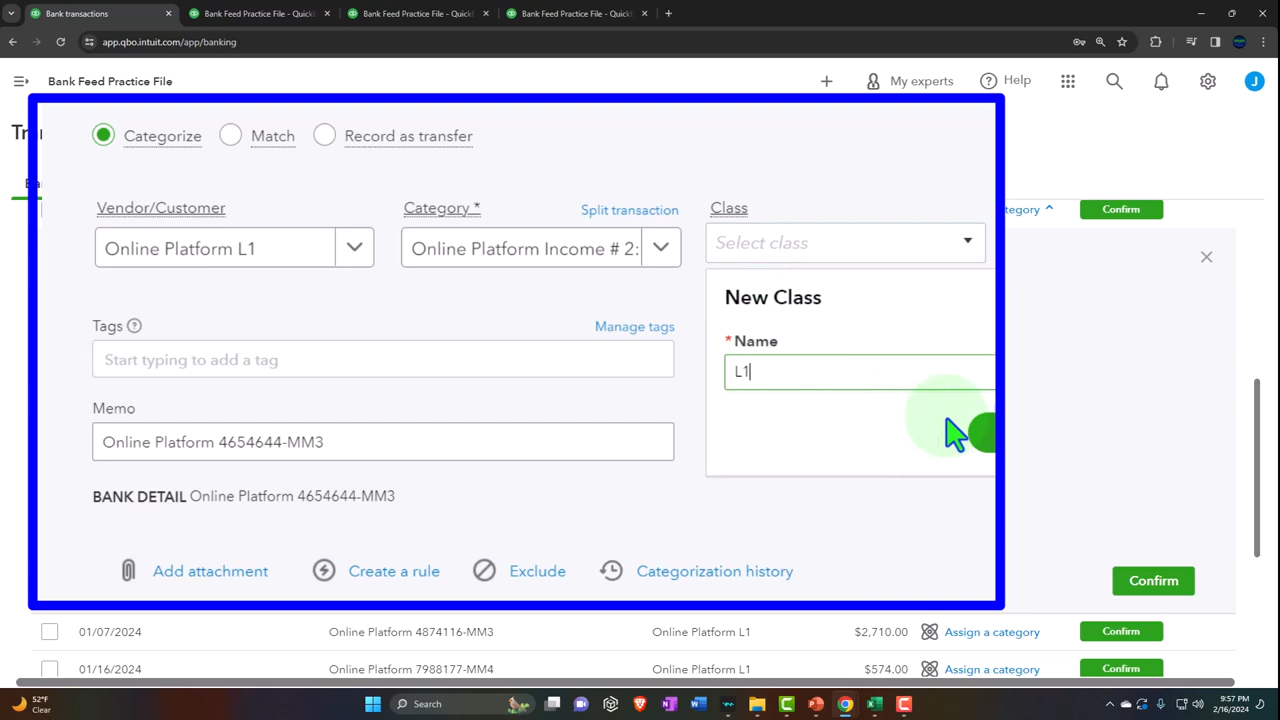 Bank transactions
Bank Feed Practice File - Quick
Bank Feed Practice File - Quick
Bank Feed Practice File - Quick
app.qbo.intuit.com/app/banking
Bank Feed Practice File
My experts
Help
J
Categorize Match Record as transfer
Vendor/Customer Category * Split transaction Class
Online Platform L1 Online Platform Income # 2: Select class
New Class
Tags Manage tags
* Name
Start typing to add a tag
L1
Memo
Online Platform 4654644-MM3
BANK DETAIL Online Platform 4654644-MM3
Add attachment Create a rule Exclude Categorization history
Confirm
Confirm
01/07/2024 Online Platform 4874116-MM3 Online Platform L1 $2,710.00 Assign a category Confirm
01/16/2024 Online Platform 7988177-MM4 Online Platform L1 $574.00 Assign a category Confirm
52°F
Cloudy
Search
9:57 PM
2/16/2024